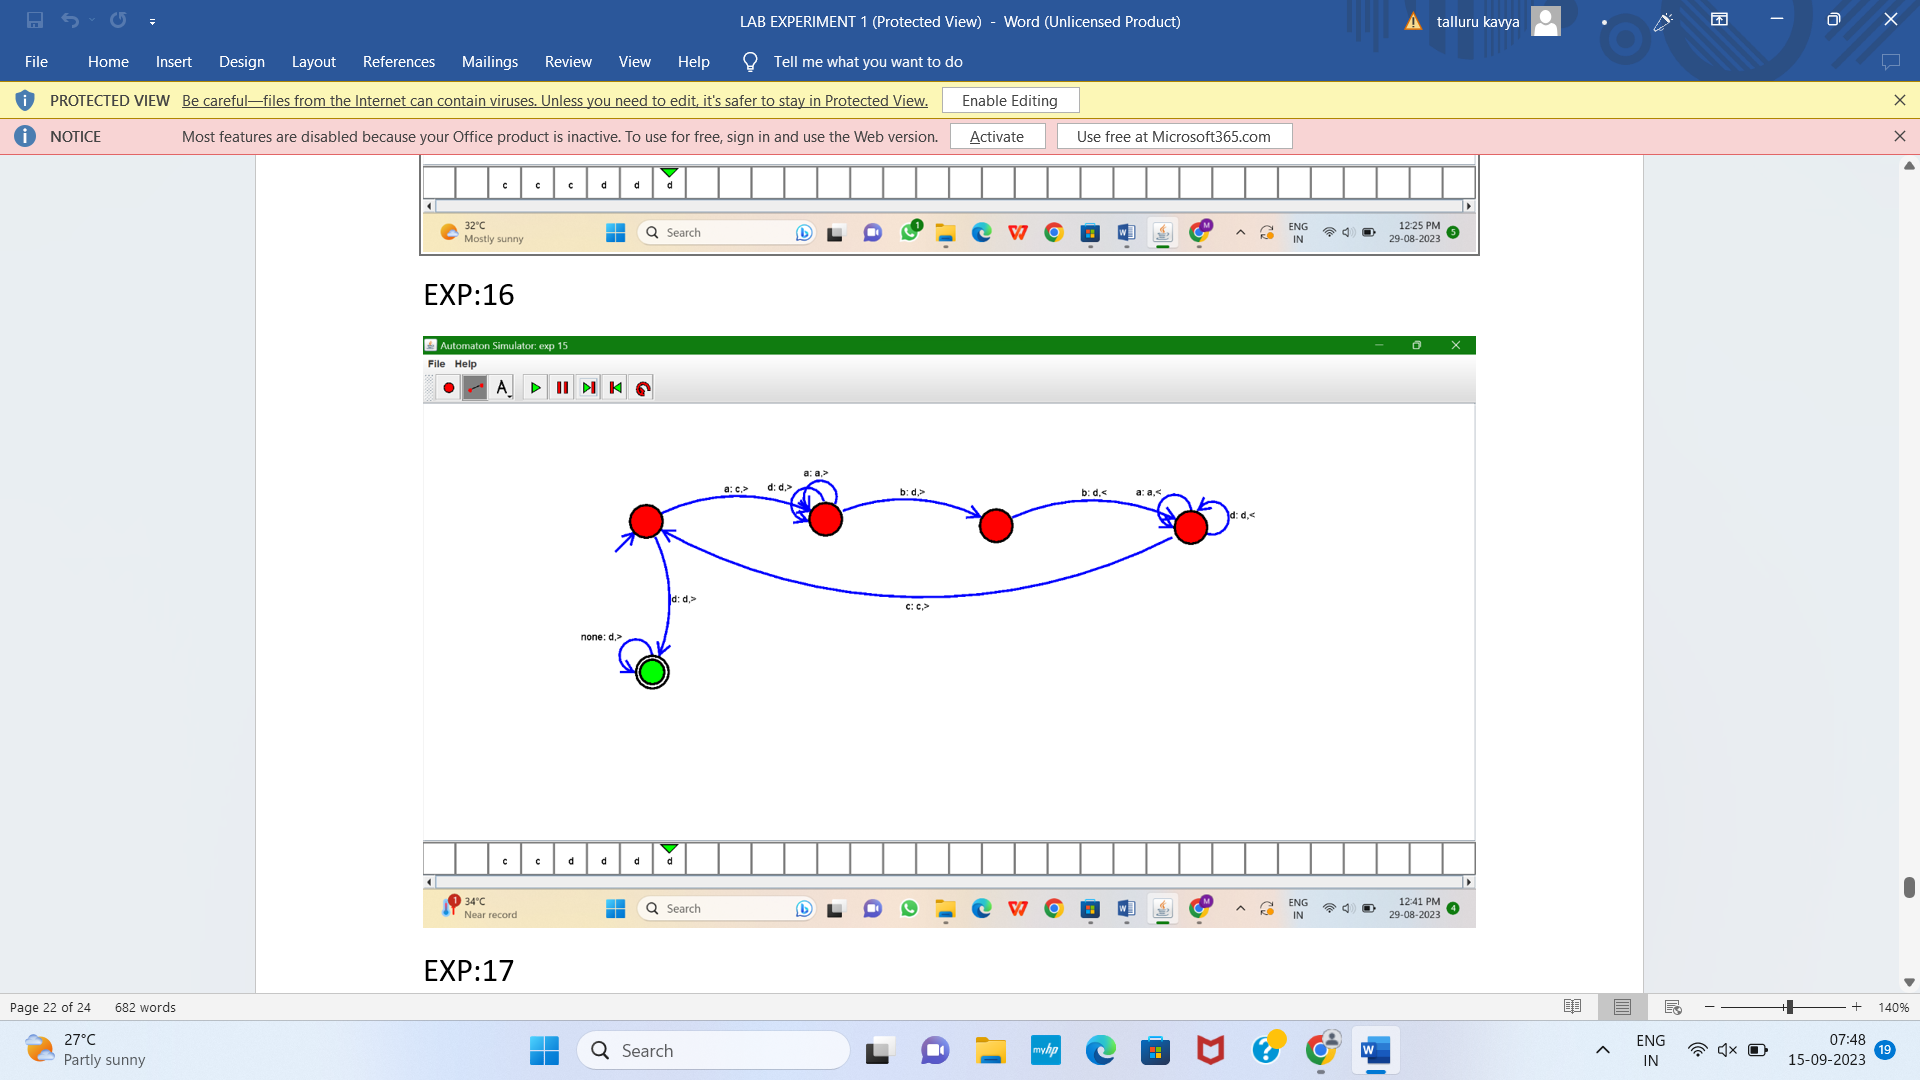 LAB EXPERIMENT 1 (Protected View) - Word (Unlicensed Product)
talluru kavya
File Home Insert Design Layout References Mailings Review View Help Tell me what you want to do
PROTECTED VIEW Be careful—files from the Internet can contain viruses. Unless you need to edit, it's safer to stay in Protected View. Enable Editing
NOTICE Most features are disabled because your Office product is inactive. To use for free, sign in and use the Web version. Activate Use free at Microsoft365.com
c c c d d d
32°C
Mostly sunny
Search
1
M
ENG
IN
12:25 PM
29-08-2023
5
EXP:16
Automaton Simulator: exp 15
File Help
A
a: a,>
a: c,> d: d,> b: d,> b: d,< a: a,<
d: d,<
d: d,>
c: c,>
none: d,>
c c d d d d
1
34°C
Near record
Search
M
ENG
IN
12:41 PM
29-08-2023
4
EXP:17
Page 22 of 24 682 words
140%
27°C
Partly sunny
Search
myhp
ENG
IN
07:48
15-09-2023
19